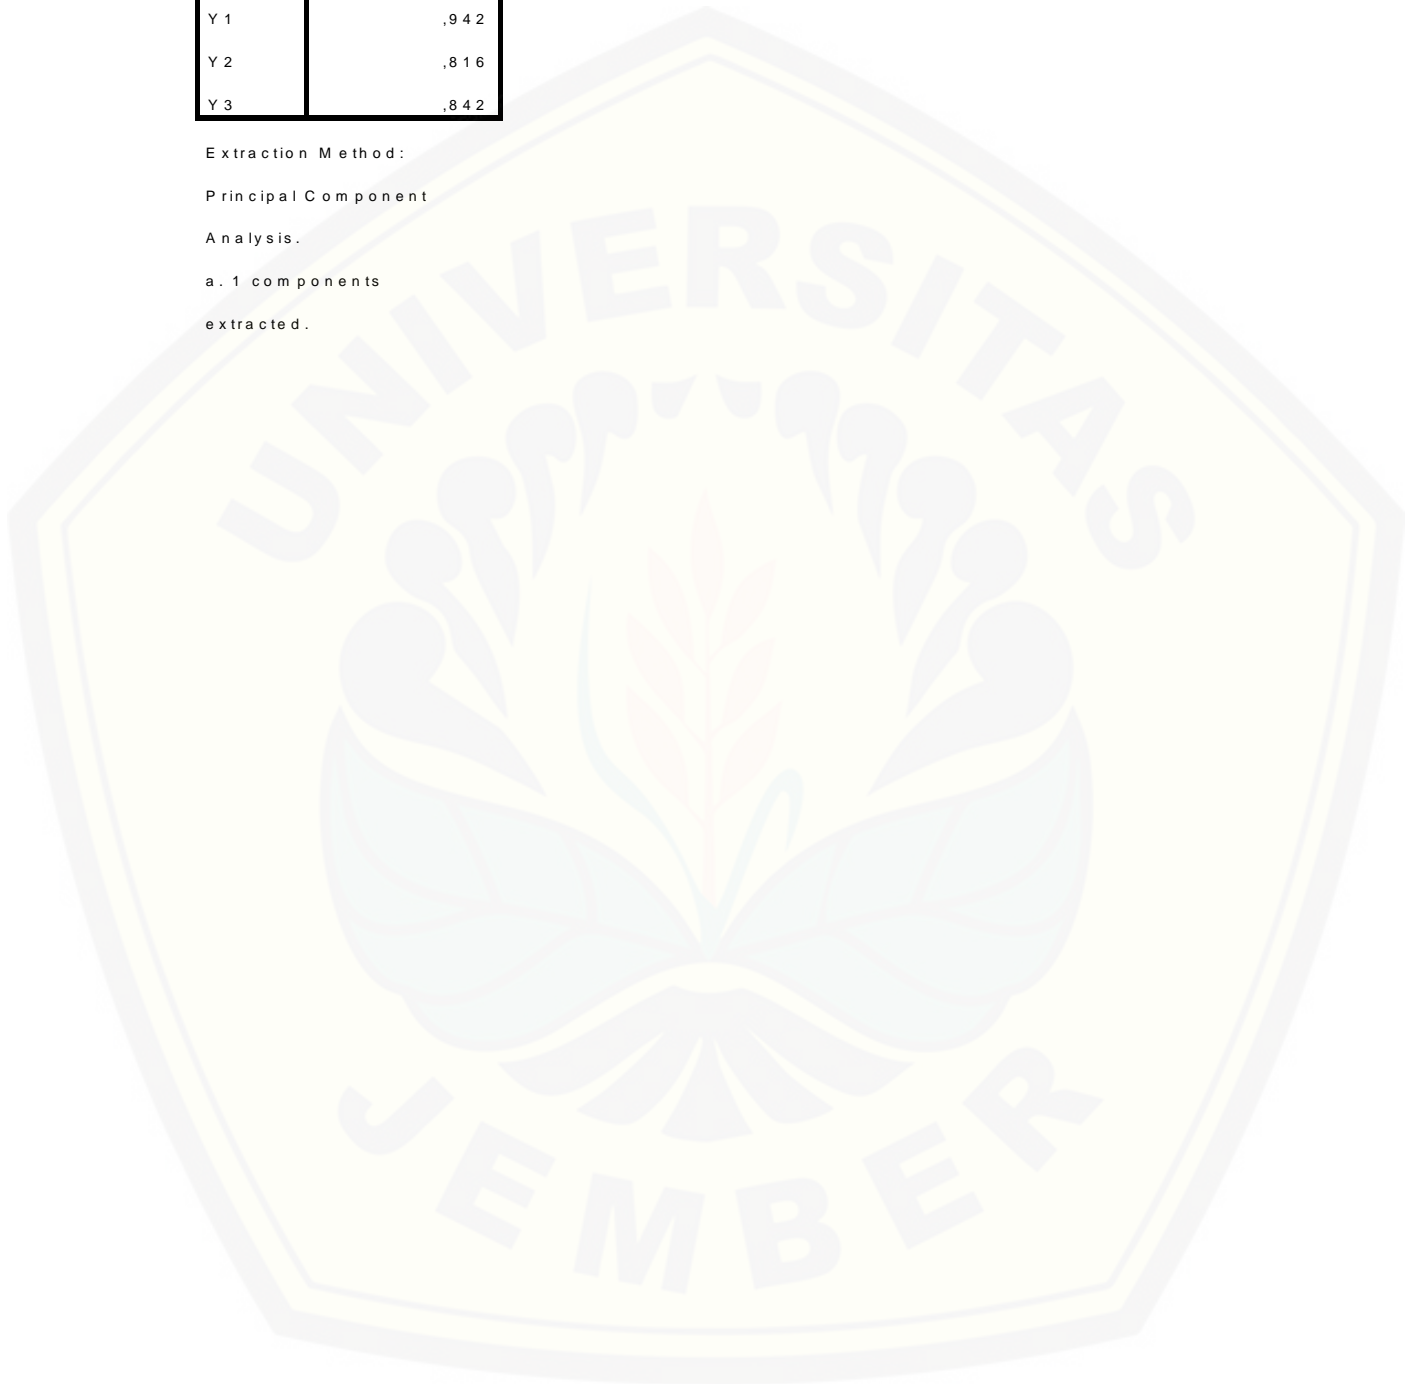 Y1 ,942
Y2 ,816
Y3 ,842
Extraction Method:
Principal Component
Analysis.
a. 1 components
extracted.
UNIVERSITAS
JEMBER